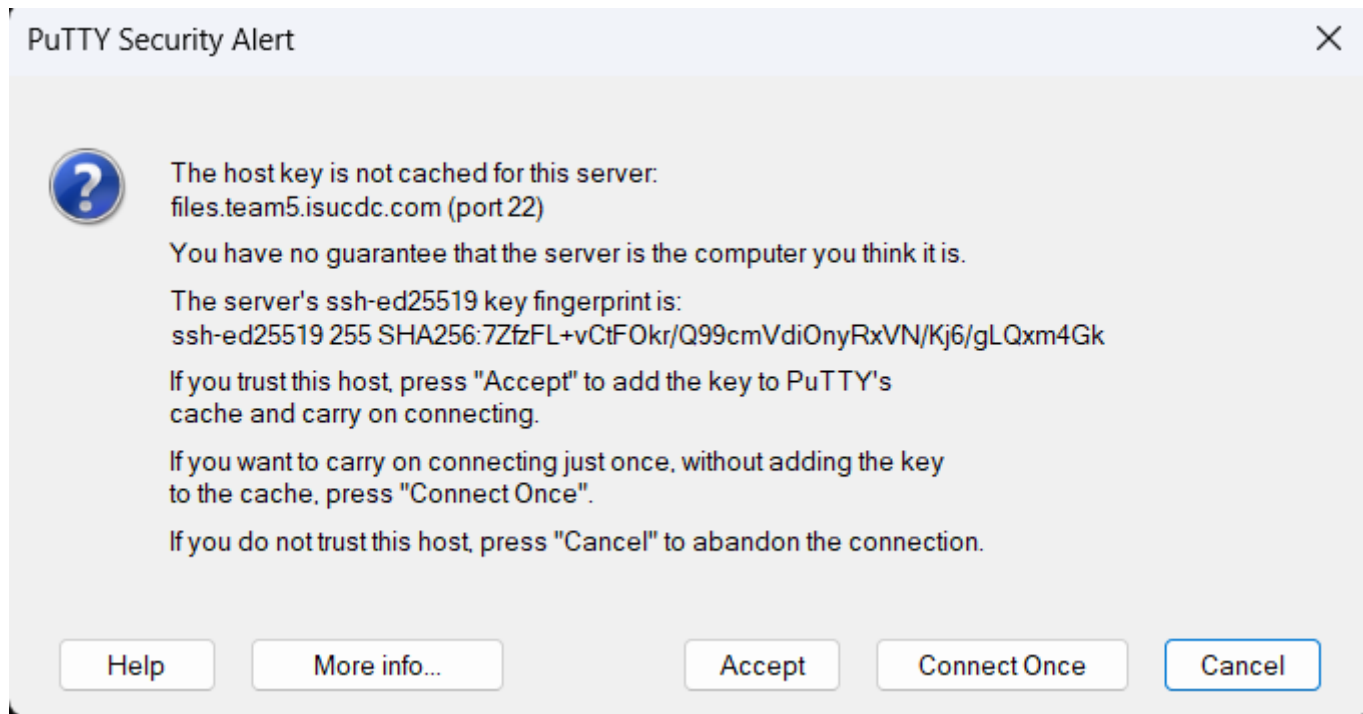 PuTTY Security Alert
The host key is not cached for this server:
files.team5.isucdc.com (port 22)
You have no guarantee that the server is the computer you think it is.
The server's ssh-ed25519 key fingerprint is:
ssh-ed25519 255 SHA256:7ZfzFL+vCtFOkr/Q99cmVdiOnyRxVN/Kj6/gLQxm4Gk
If you trust this host, press "Accept" to add the key to PuTTY's
cache and carry on connecting.
If you want to carry on connecting just once, without adding the key
to the cache, press "Connect Once".
If you do not trust this host, press "Cancel" to abandon the connection.
Help More info... Accept Connect Once Cancel